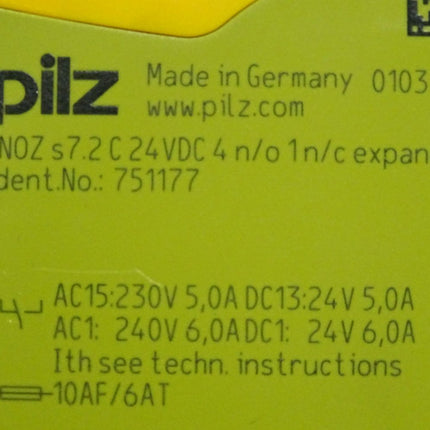 pilz Made in Germany 0103
www.pilz.com
NOZ s7.2 C 24VDC 4 n/o 1 n/c expan
dent.No.: 751177
AC15:230V 5,0A DC13:24V 5,0A
AC1: 240V 6,0A DC1: 24V 6,0A
Ith see techn. instructions
10AF/6AT